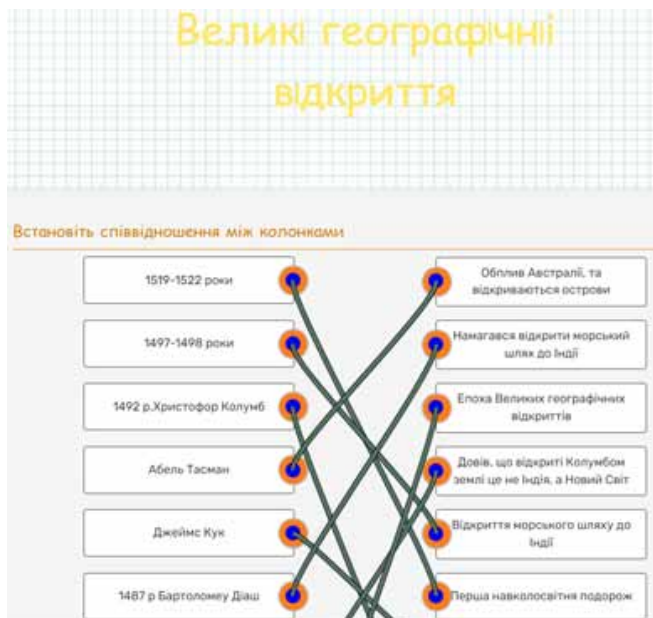 Великі географічніі
відкриття
Встановіть співвідношення між колонками
1519-1522 роки
Обплив Австралії, та
відкриваються острови
1497-1498 роки
Намагався відкрити морський
шлях до Індії
1492 р.Христофор Колумб
Епоха Великих географічних
відкриттів
Абель Тасман
Довів, що відкриті Колумбом
землі це не Індія, а Новий Світ
Джеймс Кук
Відкриття морського шляху до
Індії
1487 р Бартоломеу Діаш
Перша навколосвітня подорож